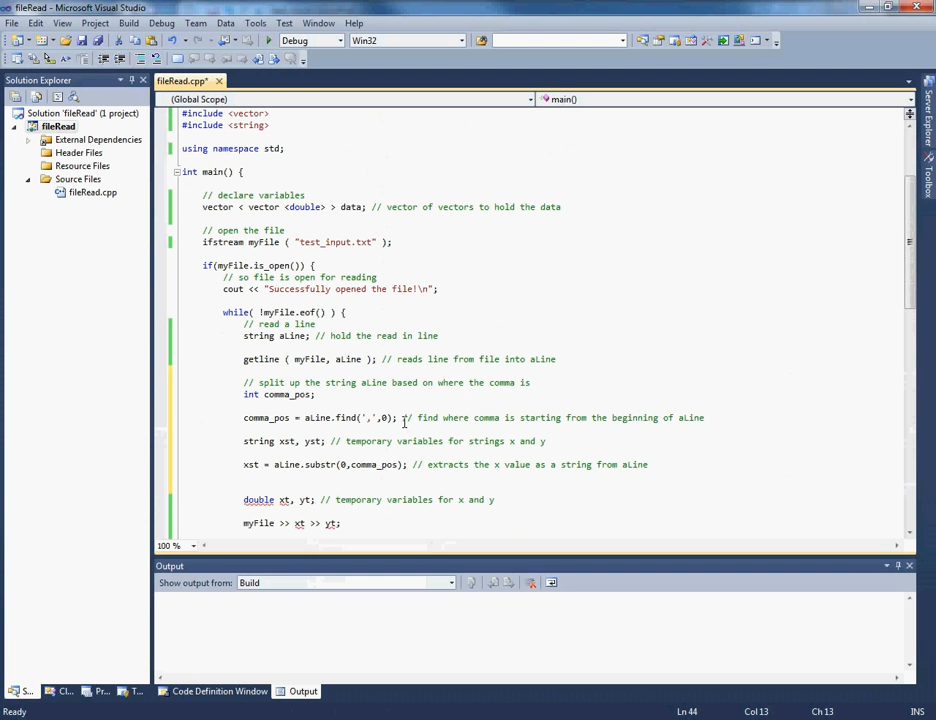 fileRead - Microsoft Visual Studio
File Edit View Project Build Debug Team Data Tools Test Window Help
Debug Win32
Solution Explorer
fileRead.cpp*
(Global Scope) main()
Solution 'fileRead' (1 project)
fileRead
External Dependencies
Header Files
Resource Files
Source Files
fileRead.cpp
#include <vector>
#include <string>
using namespace std;
int main() {
// declare variables
vector < vector <double> > data; // vector of vectors to hold the data
// open the file
ifstream myFile ( "test_input.txt" );
if(myFile.is_open()) {
// so file is open for reading
cout << "Successfully opened the file!\n";
while( !myFile.eof() ) {
// read a line
string aLine; // hold the read in line
getline ( myFile, aLine ); // reads line from file into aLine
// split up the string aLine based on where the comma is
int comma_pos;
comma_pos = aLine.find(',',0); // find where comma is starting from the beginning of aLine
string xst, yst; // temporary variables for strings x and y
xst = aLine.substr(0,comma_pos); // extracts the x value as a string from aLine
double xt, yt; // temporary variables for x and y
myFile >> xt >> yt;
100 %
Server Explorer
Toolbox
Output
Show output from: Build
S... Cl... Pr... T... Code Definition Window Output
Ready Ln 44 Col 13 Ch 13 INS